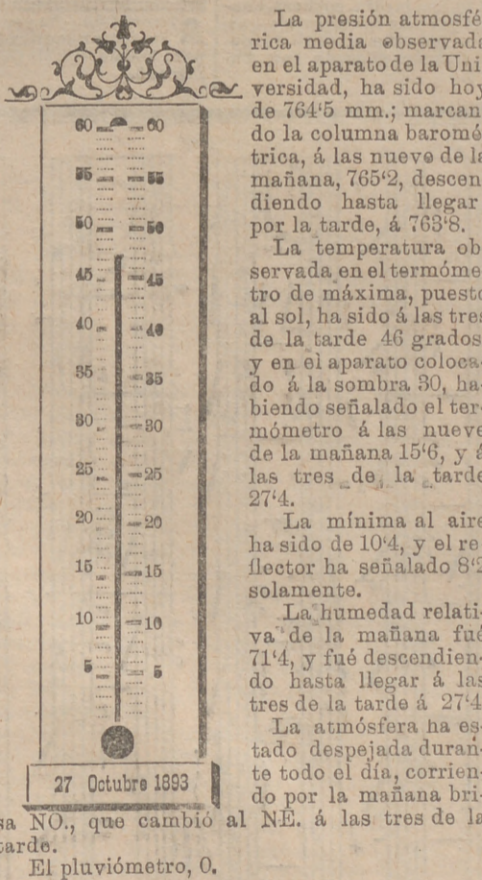 60 60
55 55
50 50
45 45
40 40
35 35
30 30
25 25
20 20
15 15
10 10
5 5
27 Octubre 1893
La presión atmosfé-
rica media observada
en el aparato de la Uni
versidad, ha sido hoy
de 764‘5 mm.; marcan-
do la columna baromé-
trica, á las nueve de la
mañana, 765‘2, descen
diendo hasta llegar
por la tarde, á 763‘8.
La temperatura ob
servada en el termóme
tro de máxima, puesto
al sol, ha sido á las tres
de la tarde 46 grados
y en el aparato coloca-
do á la sombra 30, ha-
biendo señalado el ter-
mómetro á las nueve
de la mañana 15‘6, y á
las tres de la tarde
27‘4.
La mínima al aire
ha sido de 10‘4, y el re
flector ha señalado 8‘2
solamente.
La humedad relati-
va de la mañana fué
71‘4, y fué descendien-
do hasta llegar á las
tres de la tarde á 27‘4
La atmósfera ha es-
tado despejada duran-
te todo el día, corrien-
do por la mañana bri-
sa NO., que cambió al NE. á las tres de la
tarde.
El pluviómetro, 0.